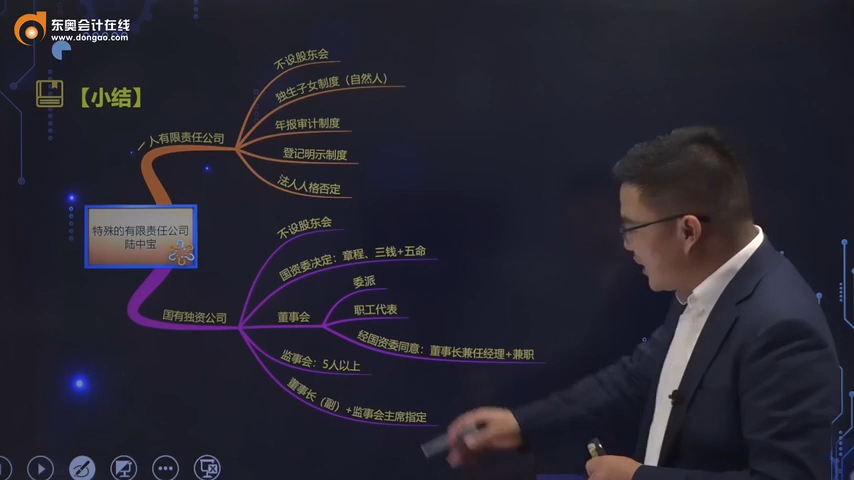 东奥会计在线
www.dongao.com
【小结】
一人有限责任公司
不设股东会
独生子女制度（自然人）
年报审计制度
登记明示制度
法人人格否定
特殊的有限责任公司
陆中宝
国有独资公司
不设股东会
国资委决定：章程、三钱+五命
董事会
委派
职工代表
经国资委同意：董事长兼任经理+兼职
监事会：5人以上
董事长（副）+监事会主席指定